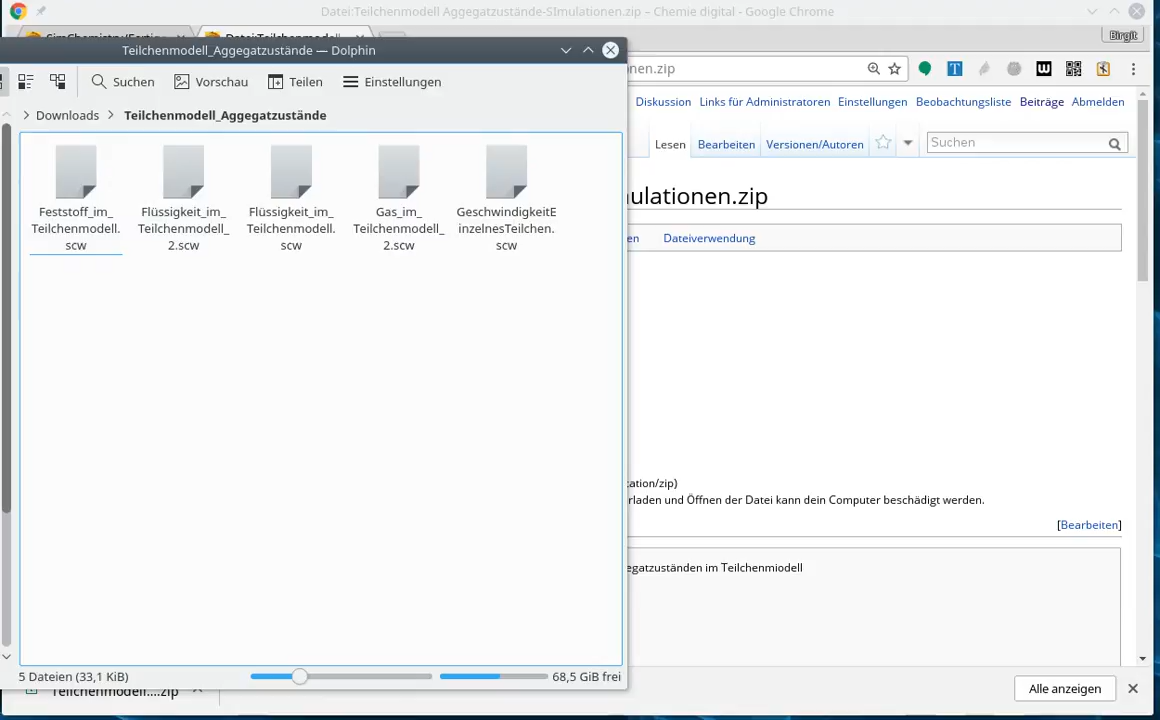 Datei:Teilchenmodell Aggegatzustände-SImulationen.zip – Chemie digital - Google Chrome
Birgit
Teilchenmodell_Aggegatzustände — Dolphin
nen.zip
Suchen
Vorschau
Teilen
Einstellungen
Diskussion
Links für Administratoren
Einstellungen
Beobachtungsliste
Beiträge
Abmelden
Downloads
Teilchenmodell_Aggegatzustände
Lesen
Bearbeiten
Versionen/Autoren
Suchen
Feststoff_im_
Teilchenmodell.
scw
Flüssigkeit_im_
Teilchenmodell_
2.scw
Flüssigkeit_im_
Teilchenmodell.
scw
Gas_im_
Teilchenmodell_
2.scw
GeschwindigkeitE
inzelnesTeilchen.
scw
mulationen.zip
en
Dateiverwendung
ation/zip)
rladen und Öffnen der Datei kann dein Computer beschädigt werden.
[Bearbeiten]
egatzuständen im Teilchenmiodell
5 Dateien (33,1 KiB)
68,5 GiB frei
Teilchenmodell....zip
Alle anzeigen